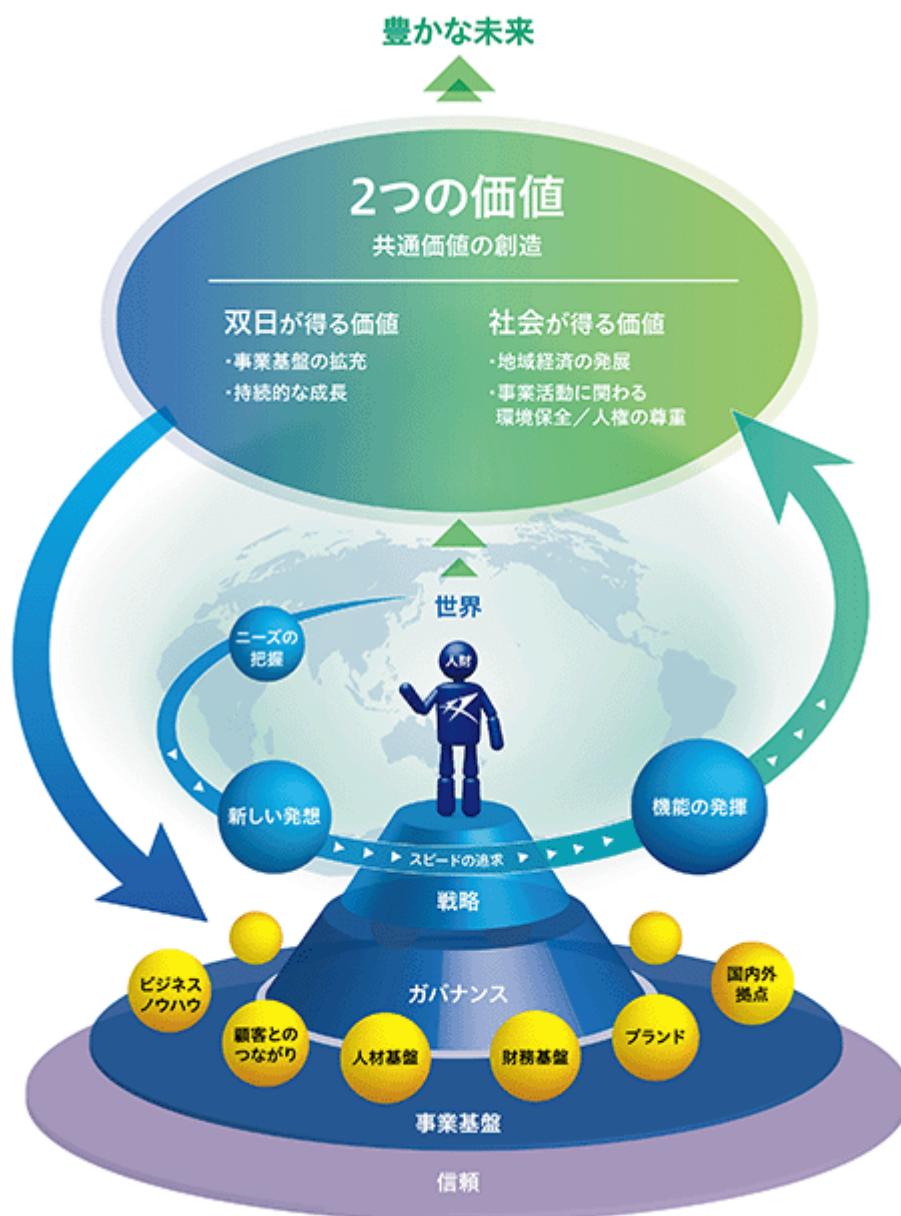 豊かな未来
2つの価値
共通価値の創造
双日が得る価値
・事業基盤の拡充
・持続的な成長
社会が得る価値
・地域経済の発展
・事業活動に関わる
環境保全／人権の尊重
世界
ニーズの
把握
人財
新しい発想
機能の発揮
スピードの追求
戦略
ガバナンス
ビジネス
ノウハウ
顧客との
つながり
人材基盤
財務基盤
ブランド
国内外
拠点
事業基盤
信頼